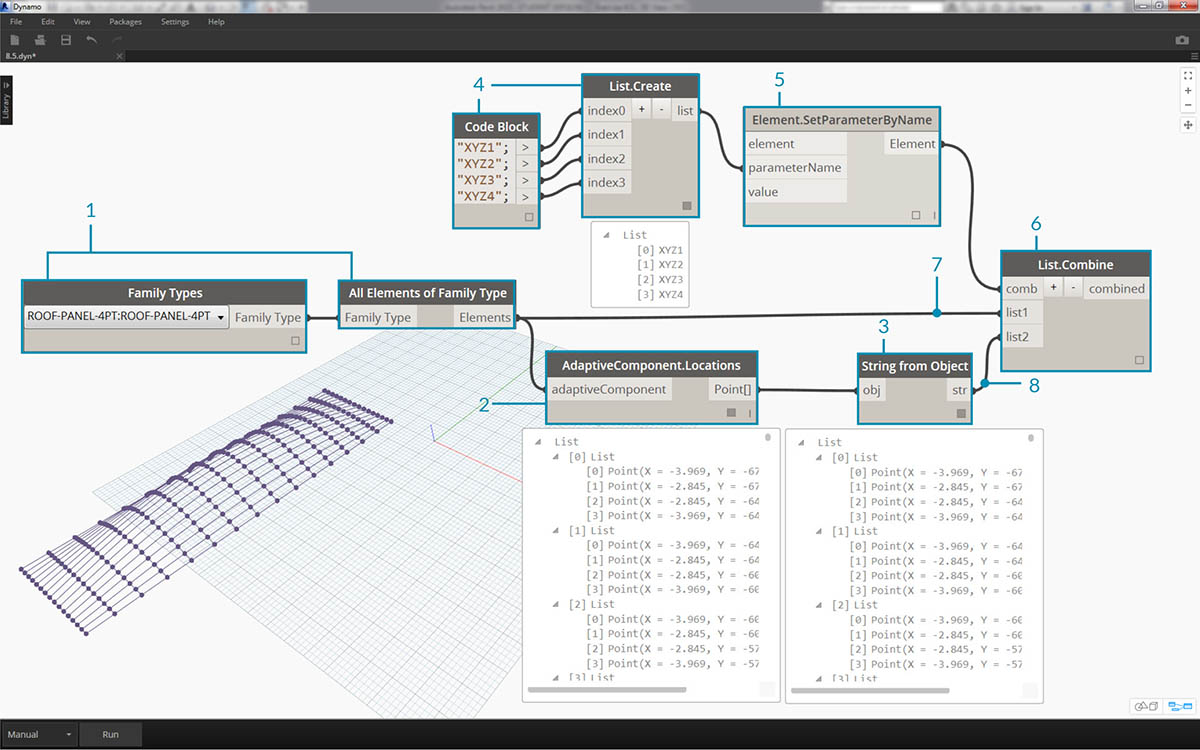 Dynamo
File Edit View Packages Settings Help
8.5.dyn*
Library
4
List.Create
index0 + - list
index1
index2
index3
Code Block
"XYZ1"; >
"XYZ2"; >
"XYZ3"; >
"XYZ4"; >
5
Element.SetParameterByName
element Element
parameterName
value
List
[0] XYZ1
[1] XYZ2
[2] XYZ3
[3] XYZ4
1
Family Types
ROOF-PANEL-4PT:ROOF-PANEL-4PT Family Type
All Elements of Family Type
Family Type Elements
6
List.Combine
comb + - combined
list1
list2
7
3
2
AdaptiveComponent.Locations
adaptiveComponent Point[]
String from Object
obj str
8
List
[0] List
[0] Point(X = -3.969, Y = -67
[1] Point(X = -2.845, Y = -67
[2] Point(X = -2.845, Y = -64
[3] Point(X = -3.969, Y = -64
[1] List
[0] Point(X = -3.969, Y = -64
[1] Point(X = -2.845, Y = -64
[2] Point(X = -2.845, Y = -60
[3] Point(X = -3.969, Y = -60
[2] List
[0] Point(X = -3.969, Y = -60
[1] Point(X = -2.845, Y = -60
[2] Point(X = -2.845, Y = -57
[3] Point(X = -3.969, Y = -57
[3] List
List
[0] List
[0] Point(X = -3.969, Y = -67
[1] Point(X = -2.845, Y = -67
[2] Point(X = -2.845, Y = -64
[3] Point(X = -3.969, Y = -64
[1] List
[0] Point(X = -3.969, Y = -64
[1] Point(X = -2.845, Y = -64
[2] Point(X = -2.845, Y = -60
[3] Point(X = -3.969, Y = -60
[2] List
[0] Point(X = -3.969, Y = -60
[1] Point(X = -2.845, Y = -60
[2] Point(X = -2.845, Y = -57
[3] Point(X = -3.969, Y = -57
[3] List
Manual Run